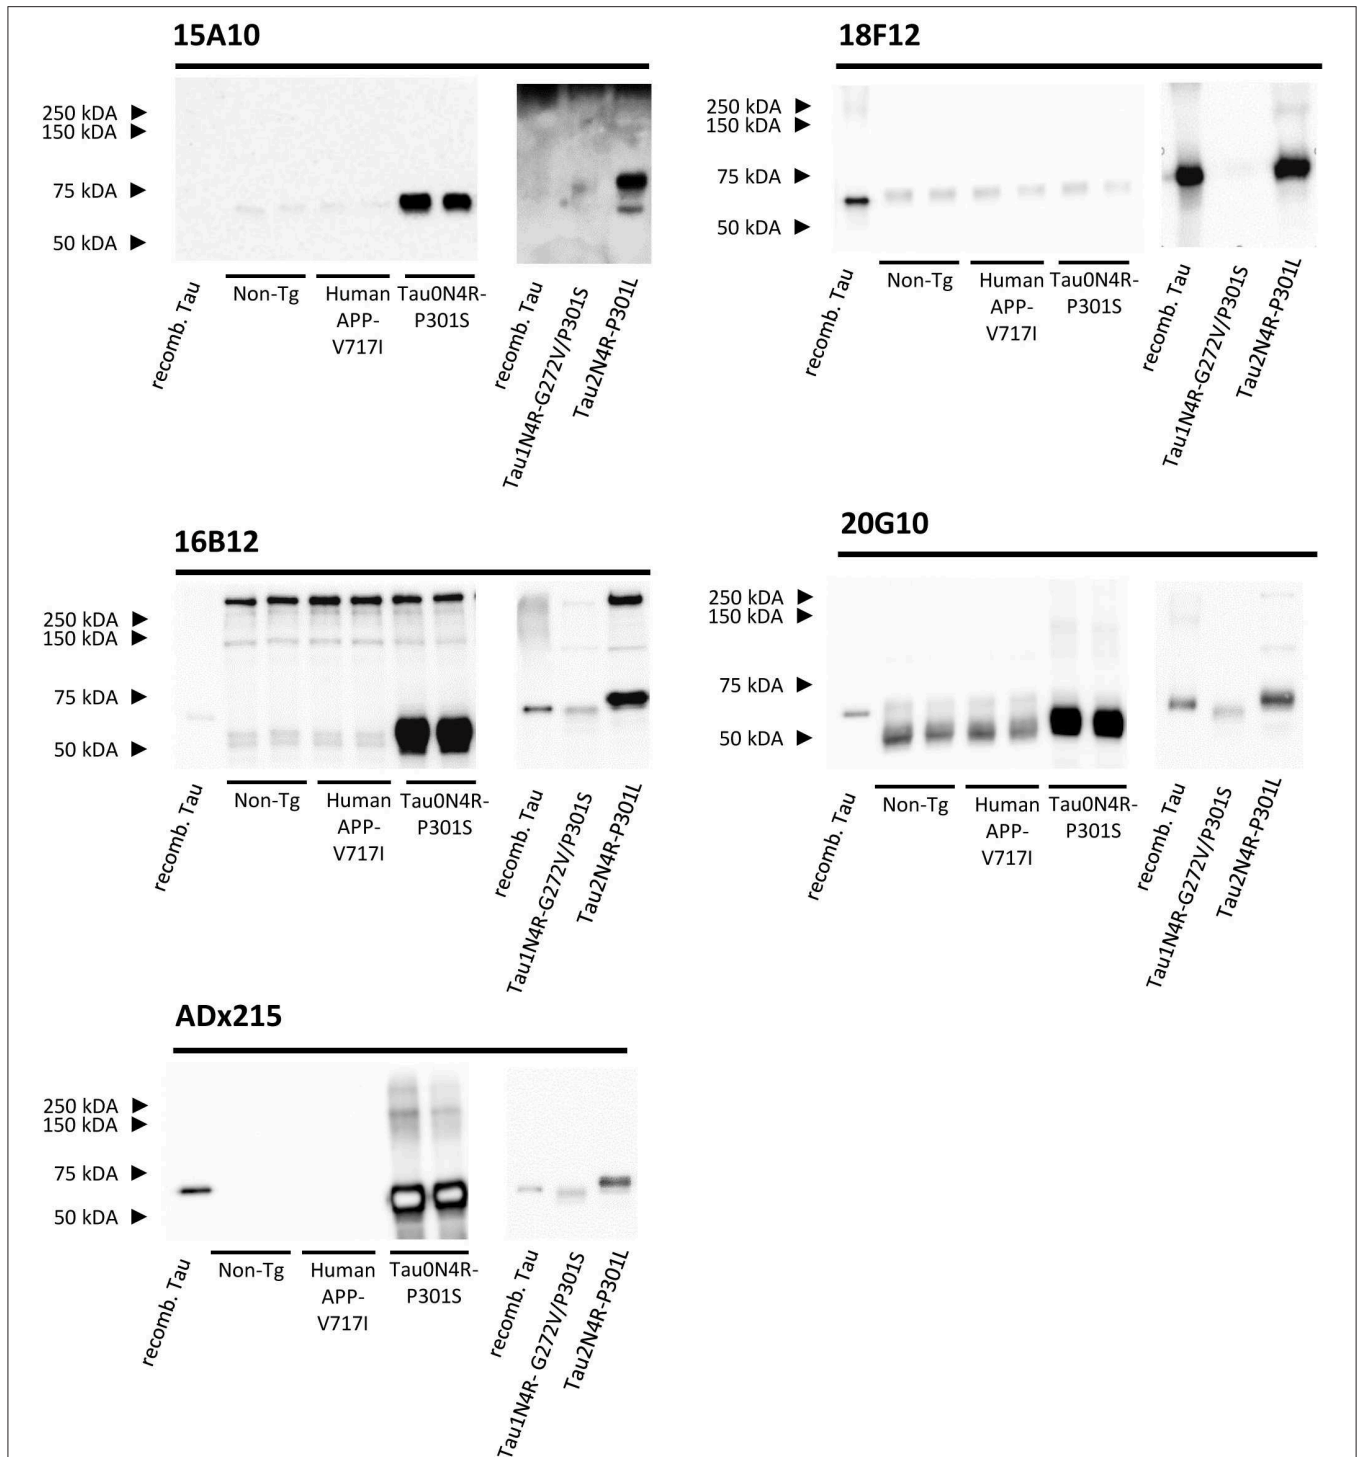 15A10
250 kDA ►
150 kDA ►
75 kDA ►
50 kDA ►
recomb. Tau
Non-Tg
Human
APP-
V717I
Tau0N4R-
P301S
recomb. Tau
Tau1N4R-G272V/P301S
Tau2N4R-P301L
18F12
250 kDA ►
150 kDA ►
75 kDA ►
50 kDA ►
recomb. Tau
Non-Tg
Human
APP-
V717I
Tau0N4R-
P301S
recomb. Tau
Tau1N4R-G272V/P301S
Tau2N4R-P301L
16B12
250 kDA ►
150 kDA ►
75 kDA ►
50 kDA ►
recomb. Tau
Non-Tg
Human
APP-
V717I
Tau0N4R-
P301S
recomb. Tau
Tau1N4R-G272V/P301S
Tau2N4R-P301L
20G10
250 kDA ►
150 kDA ►
75 kDA ►
50 kDA ►
recomb. Tau
Non-Tg
Human
APP-
V717I
Tau0N4R-
P301S
recomb. Tau
Tau1N4R-G272V/P301S
Tau2N4R-P301L
ADx215
250 kDA ►
150 kDA ►
75 kDA ►
50 kDA ►
recomb. Tau
Non-Tg
Human
APP-
V717I
Tau0N4R-
P301S
recomb. Tau
Tau1N4R- G272V/P301S
Tau2N4R-P301L